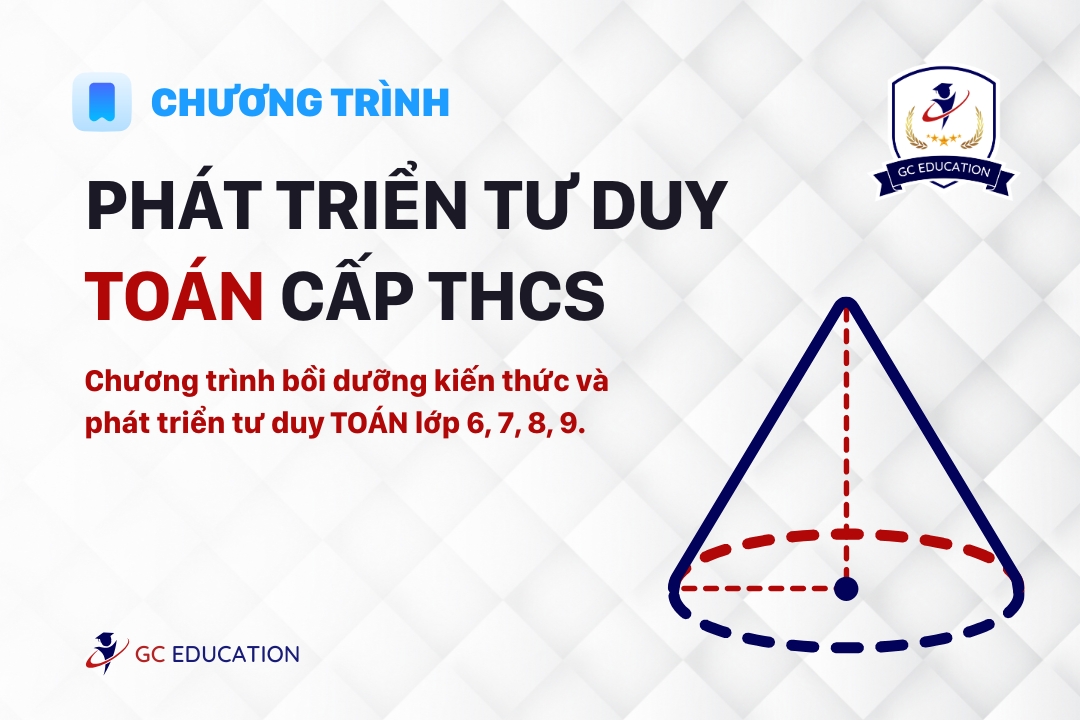 CHƯƠNG TRÌNH
GC EDUCATION
PHÁT TRIỂN TƯ DUY
TOÁN CẤP THCS
Chương trình bồi dưỡng kiến thức và
phát triển tư duy TOÁN lớp 6, 7, 8, 9.
GC EDUCATION